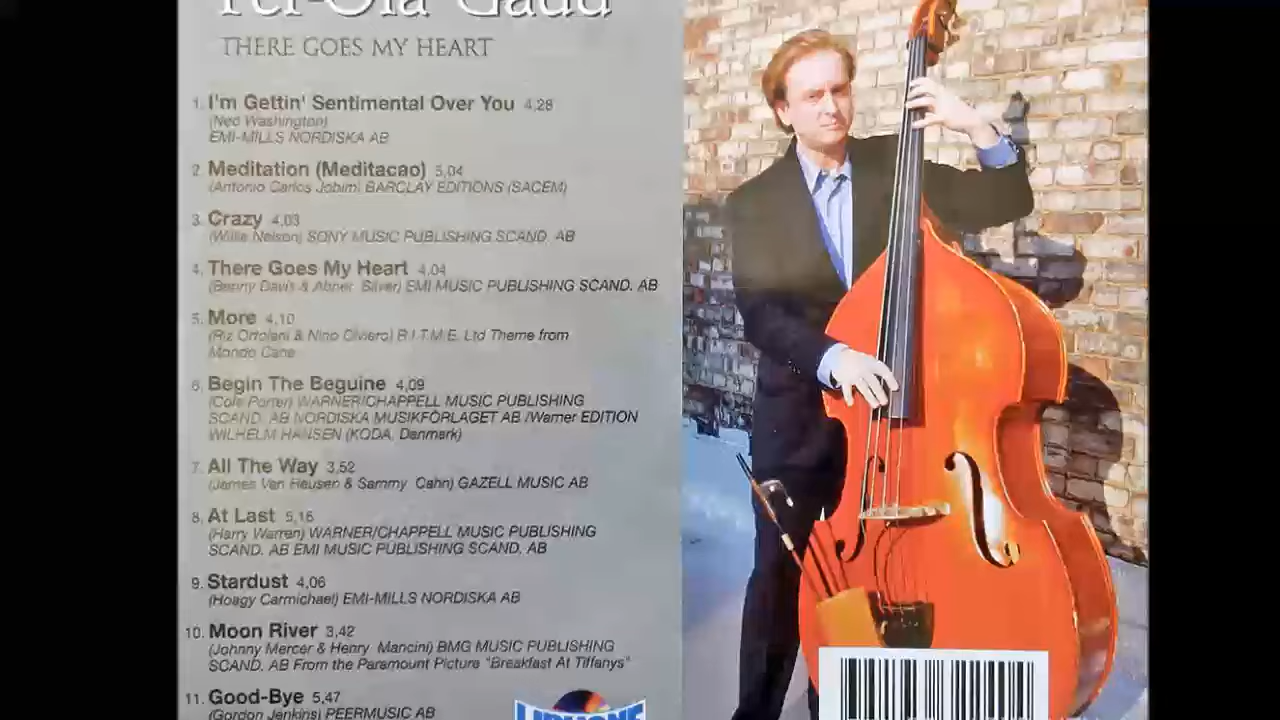 Per-Ola Gadd
THERE GOES MY HEART
1. I'm Gettin' Sentimental Over You 4,28
(Ned Washington)
EMI-MILLS NORDISKA AB
2. Meditation (Meditacao) 5,04
(Antonio Carlos Jobim) BARCLAY EDITIONS (SACEM)
3. Crazy 4,03
(Willie Nelson) SONY MUSIC PUBLISHING SCAND. AB
4. There Goes My Heart 4,04
(Benny Davis & Abner Silver) EMI MUSIC PUBLISHING SCAND. AB
5. More 4,10
(Riz Ortolani & Nino Oliviero) R.I.T.M.E. Ltd Theme from
Mondo Cane
6. Begin The Beguine 4,09
(Cole Porter) WARNER/CHAPPELL MUSIC PUBLISHING
SCAND. AB NORDISKA MUSIKFÖRLAGET AB /Warner EDITION
WILHELM HANSEN (KODA, Denmark)
7. All The Way 3,52
(James Van Heusen & Sammy Cahn) GAZELL MUSIC AB
8. At Last 5,16
(Harry Warren) WARNER/CHAPPELL MUSIC PUBLISHING
SCAND. AB EMI MUSIC PUBLISHING SCAND. AB
9. Stardust 4,06
(Hoagy Carmichael) EMI-MILLS NORDISKA AB
10. Moon River 3,42
(Johnny Mercer & Henry Mancini) BMG MUSIC PUBLISHING
SCAND. AB From the Paramount Picture "Breakfast At Tiffanys"
11. Good-Bye 5,47
(Gordon Jenkins) PEERMUSIC AB
LIPHONE